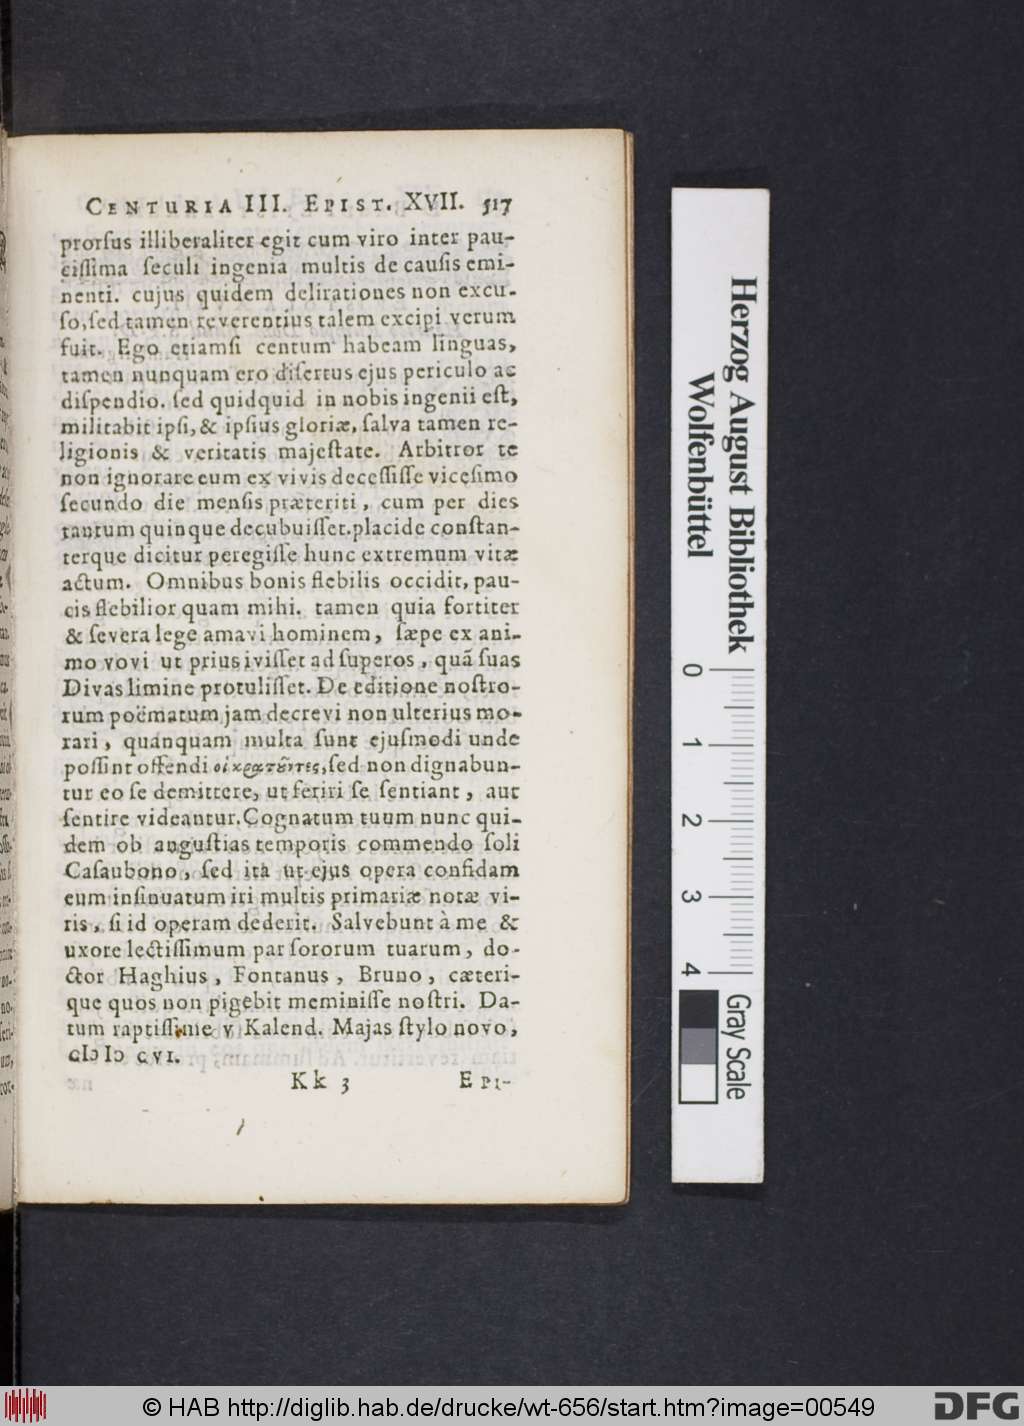 CENTURIA III. EPIST. XVII. 517
prorſus illiberaliter egit cum viro inter pau-
ciſſima ſeculi ingenia multis de cauſis emi-
nenti. cujus quidem delirationes non excu-
ſo, ſed tamen reverentius talem excipi verum
fuit. Ego etiamſi centum habeam linguas,
tamen nunquam ero diſertus ejus periculo ac
diſpendio. ſed quidquid in nobis ingenii eſt,
militabit ipſi, & ipſius gloriæ, ſalva tamen re-
ligionis & veritatis majeſtate. Arbitror te
non ignorare eum ex vivis deceſſiſſe viceſimo
ſecundo die menſis præteriti, cum per dies
tantum quinque decubuiſſet. placide conſtan-
terque dicitur peregiſſe hunc extremum vitæ
actum. Omnibus bonis flebilis occidit, pau-
cis flebilior quam mihi. tamen quia fortiter
& ſevera lege amavi hominem, ſæpe ex ani-
mo vovi ut prius iviſſet ad ſuperos, quã ſuas
Divas limine protuliſſet. De editione noſtro-
rum poëmatum jam decrevi non ulterius mo-
rari, quanquam multa ſunt ejuſmodi unde
poſſint offendi οἱ κρατοῦντες, ſed non dignabun-
tur eo ſe demittere, ut feriri ſe ſentiant, aut
ſentire videantur. Cognatum tuum nunc qui-
dem ob anguſtias temporis commendo ſoli
Caſaubono, ſed ita ut ejus opera confidam
eum inſinuatum iri multis primariæ notæ vi-
ris, ſi id operam dederit. Salvebunt à me &
uxore lectiſſimum par ſororum tuarum, do-
ctor Haghius, Fontanus, Bruno, cæteri-
que quos non pigebit meminiſſe noſtri. Da-
tum raptiſſime v Kalend. Majas ſtylo novo,
cIↄ Iↄ cvi.
Kk 3 EPI-
Herzog August Bibliothek
Wolfenbüttel
0 1 2 3 4
Gray Scale
© HAB http://diglib.hab.de/drucke/wt-656/start.htm?image=00549
DFG